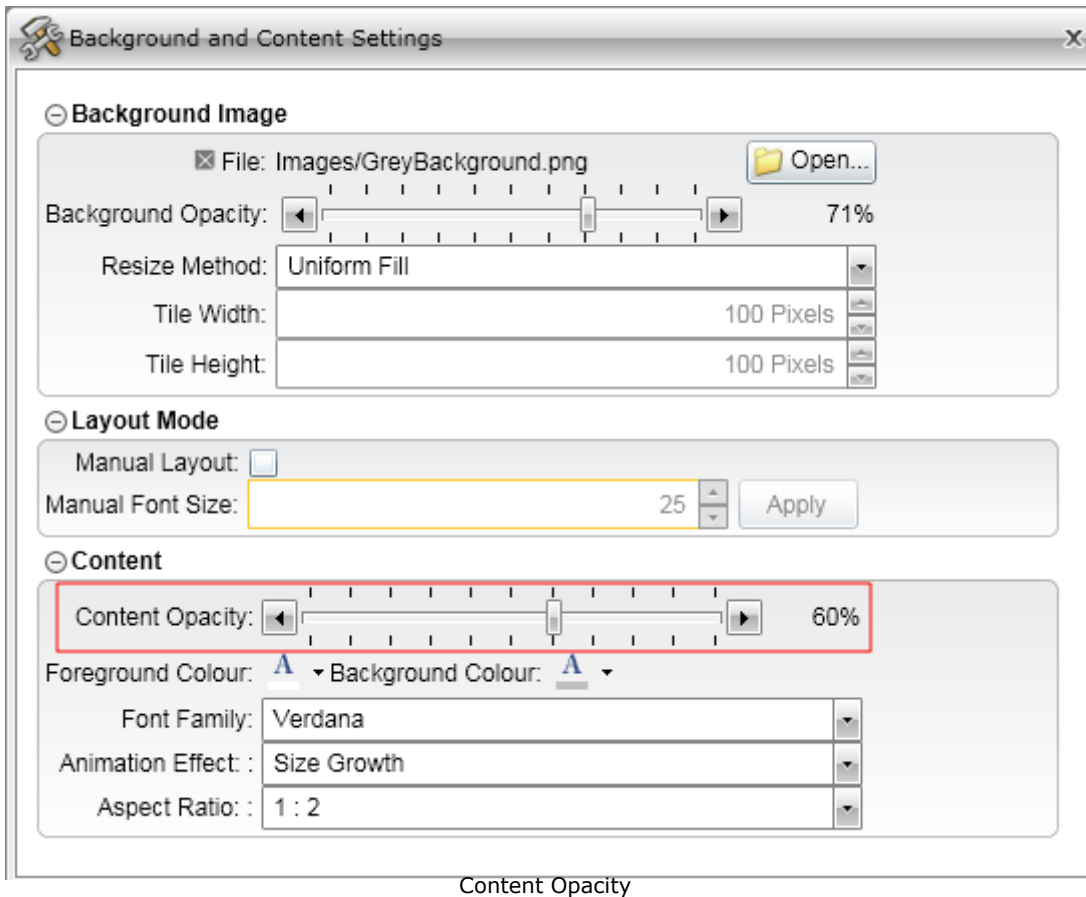 Background and Content Settings
Background Image
File: Images/GreyBackground.png Open...
Background Opacity: 71%
Resize Method: Uniform Fill
Tile Width: 100 Pixels
Tile Height: 100 Pixels
Layout Mode
Manual Layout:
Manual Font Size: 25 Apply
Content
Content Opacity: 60%
Foreground Colour: A Background Colour: A
Font Family: Verdana
Animation Effect: : Size Growth
Aspect Ratio: : 1 : 2
Content Opacity